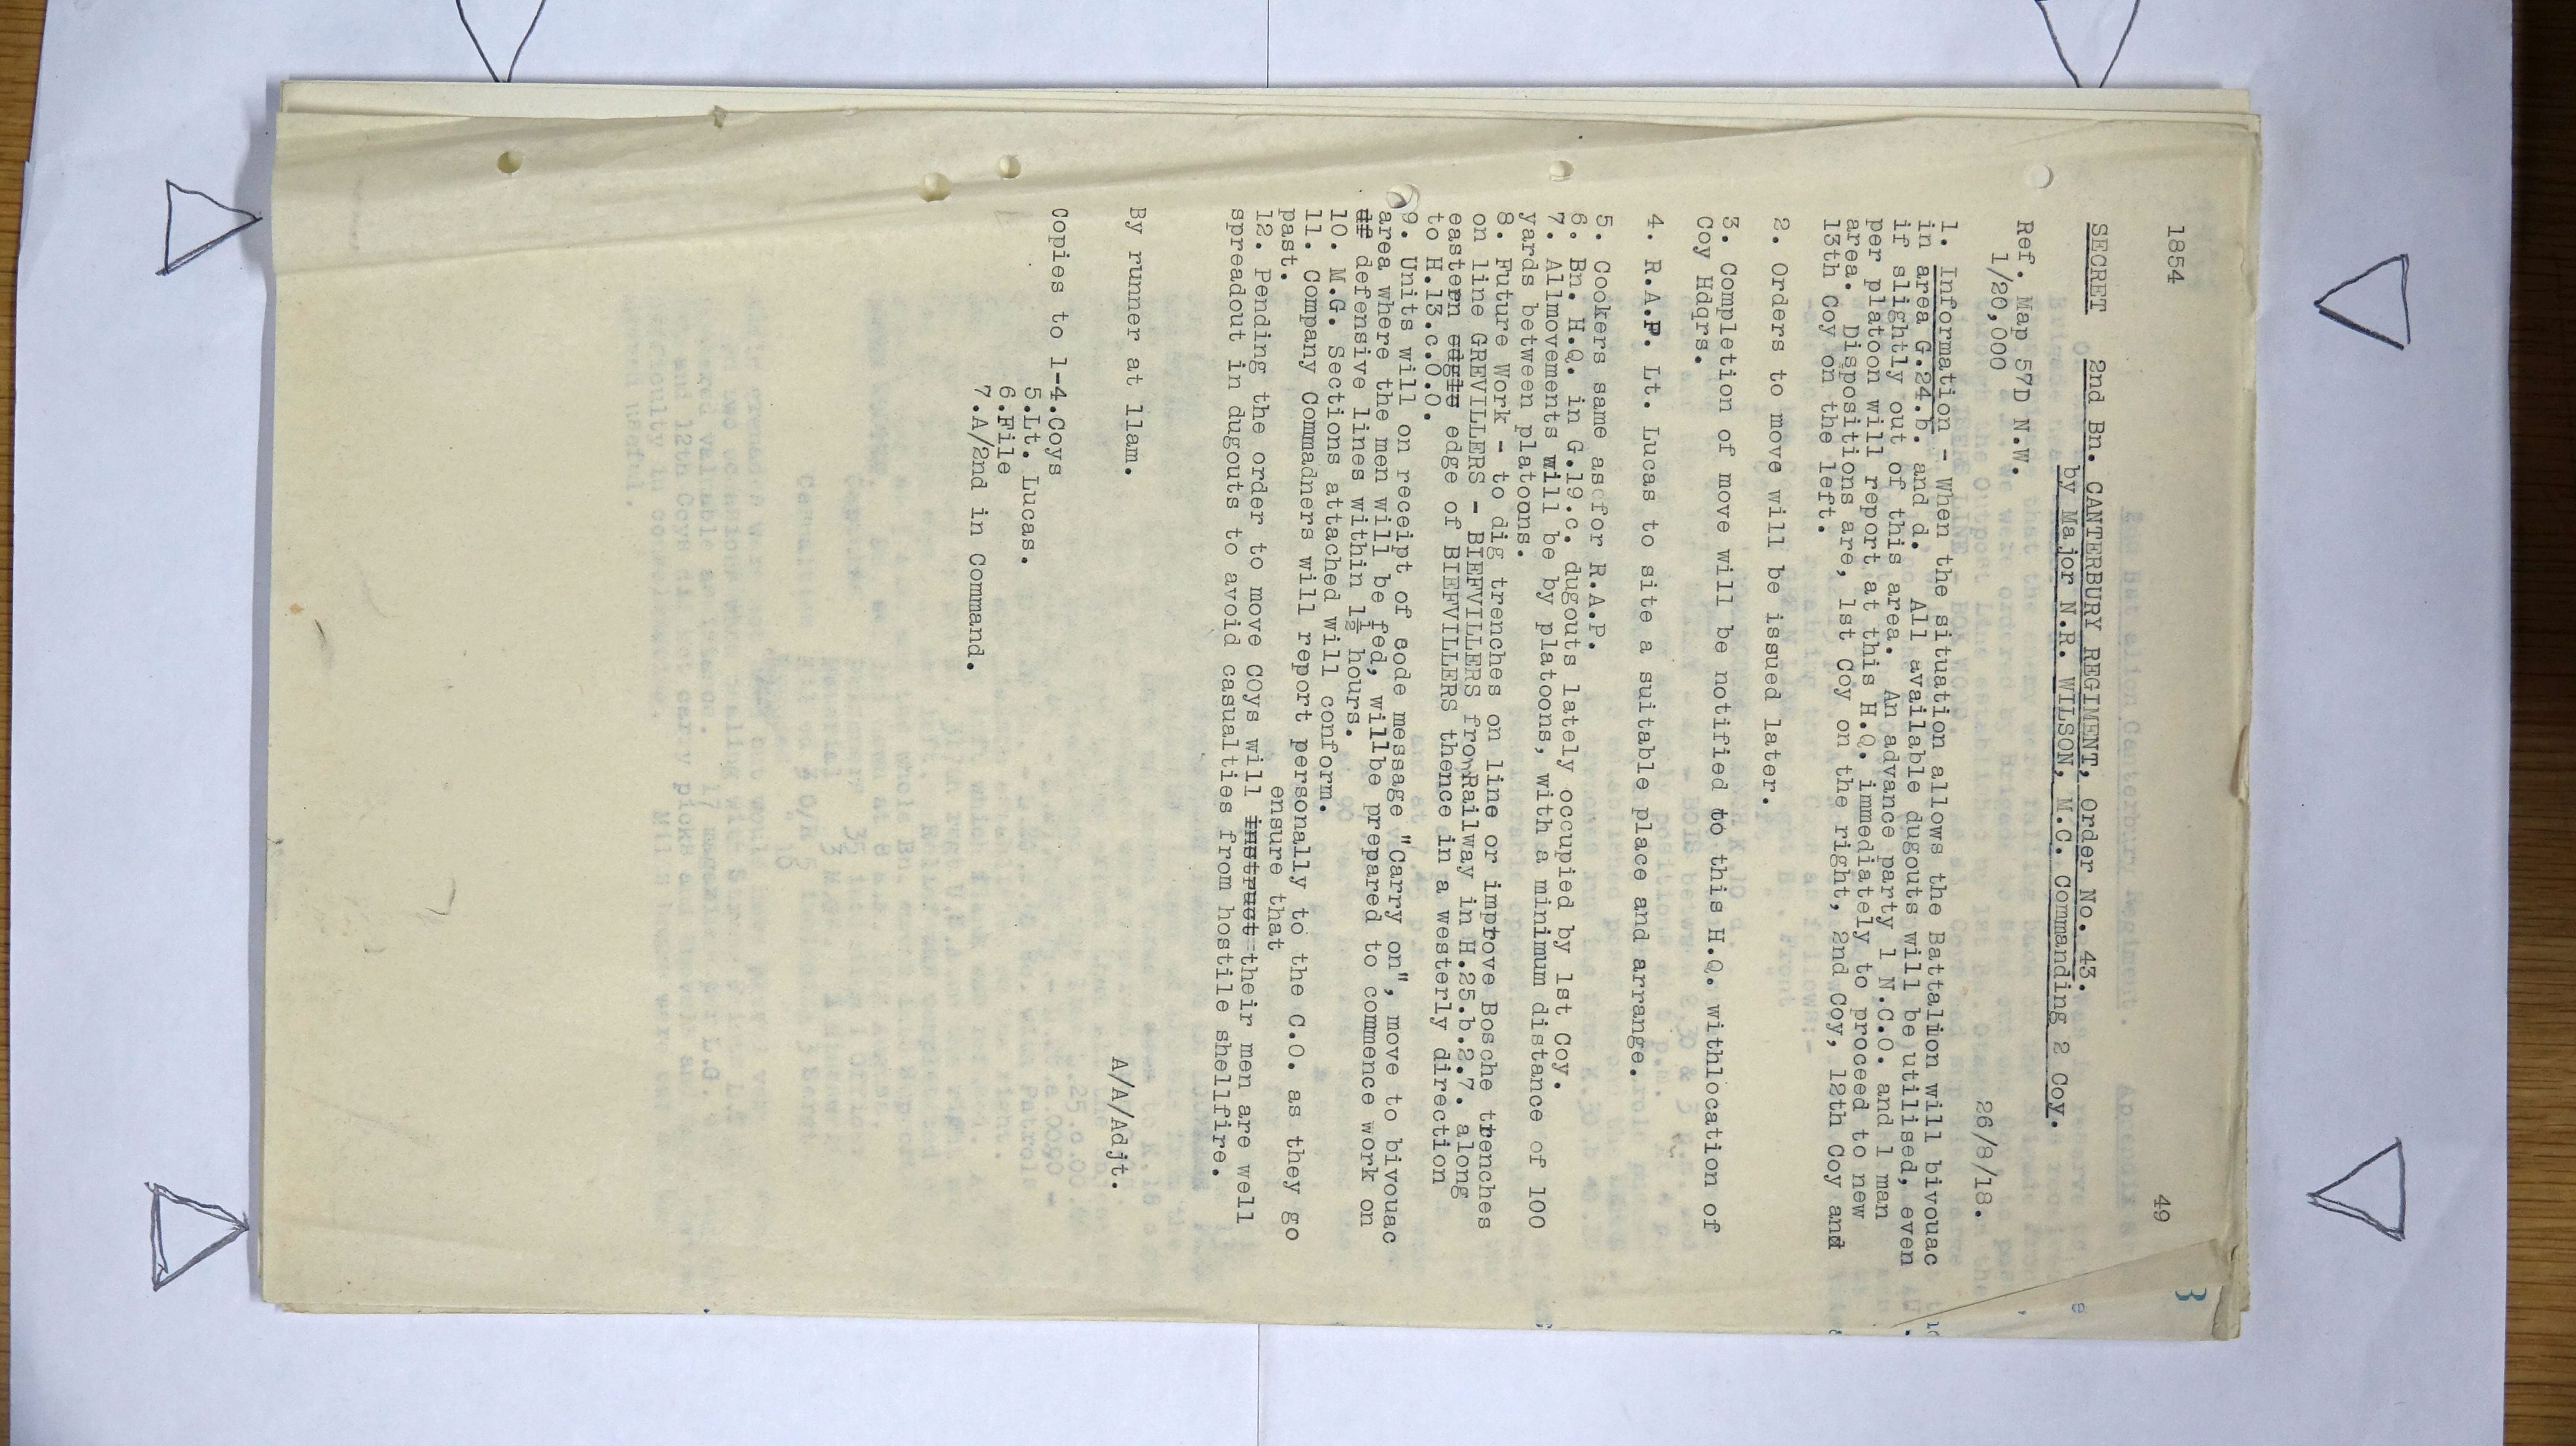 1854
49
3
SECRET 2nd Bn. CANTERBURY REGIMENT, Order No. 43.
by Major N.R. WILSON, M.C. Commanding 2 Coy.
Ref. Map 57D N.W.
1/20,000
26/8/18.
1. Information - When the situation allows the Battalion will bivouac
in area G.24.b. and d. All available dugouts will be utilised, even
if slightly out of this area. An advance party 1 N.C.O. and 1 man
per platoon will report at this H.Q. immediately to proceed to new
area. Dispositions are, 1st Coy on the right, 2nd Coy, 12th Coy and
13th Coy on the left.
2. Orders to move will be issued later.
3. Completion of move will be notified to this H.Q. withlocation of
Coy Hdqrs.
4. R.A.P. Lt. Lucas to site a suitable place and arrange.
5. Cookers same as for R.A.P.
6. Bn. H.Q. in G.19.c. dugouts lately occupied by 1st Coy.
7. Allmovements will be by platoons, with a minimum distance of 100
yards between platoons.
8. Future Work - to dig trenches on line or improve Bosche trenches
on line GREVILLERS - BIEFVILLERS from Railway in H.25.b.2.7. along
eastern edgts edge of BIEFVILLERS thence in a westerly direction
to H.13.c.0.0.
9. Units will on receipt of code message "Carry on", move to bivouac
area where the men will be fed, willbe prepared to commence work on
df defensive lines within 1½ hours.
10. M.G. Sections attached will conform.
11. Company Commadners will report personally to the C.O. as they go
past.
ensure that
12. Pending the order to move COys will instruct their men are well
spreadout in dugouts to avoid casualties from hostile shellfire.
A/A/Adjt.
By runner at 11am.
Copies to 1-4.Coys
5.Lt. Lucas.
6.File
7.A/2nd in Command.